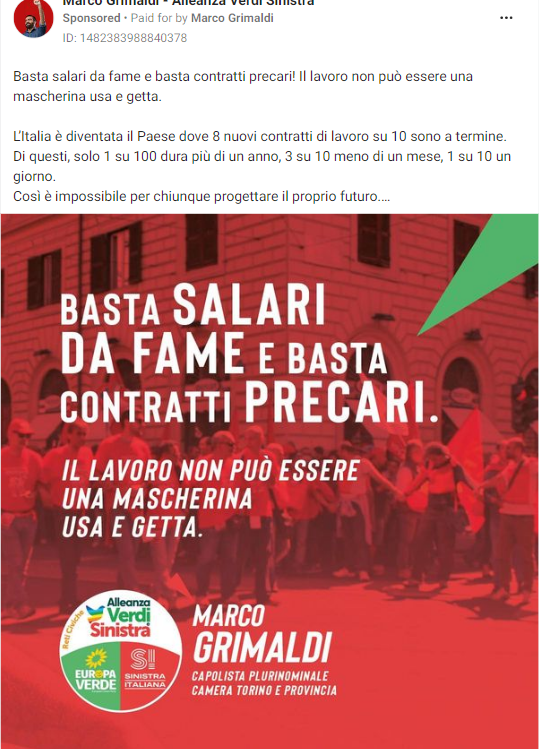 Marco Grimaldi - Alleanza Verdi Sinistra
Sponsored • Paid for by Marco Grimaldi
ID: 1482383988840378
Basta salari da fame e basta contratti precari! Il lavoro non può essere una
mascherina usa e getta.
L'Italia è diventata il Paese dove 8 nuovi contratti di lavoro su 10 sono a termine.
Di questi, solo 1 su 100 dura più di un anno, 3 su 10 meno di un mese, 1 su 10 un
giorno.
Così è impossibile per chiunque progettare il proprio futuro....
BASTA SALARI
DA FAME E BASTA
CONTRATTI PRECARI.
IL LAVORO NON PUÒ ESSERE
UNA MASCHERINA
USA E GETTA.
Reti Civiche
Alleanza
Verdi
Sinistra
EUROPA
VERDE
SI
SINISTRA
ITALIANA
MARCO
GRIMALDI
CAPOLISTA PLURINOMINALE
CAMERA TORINO E PROVINCIA